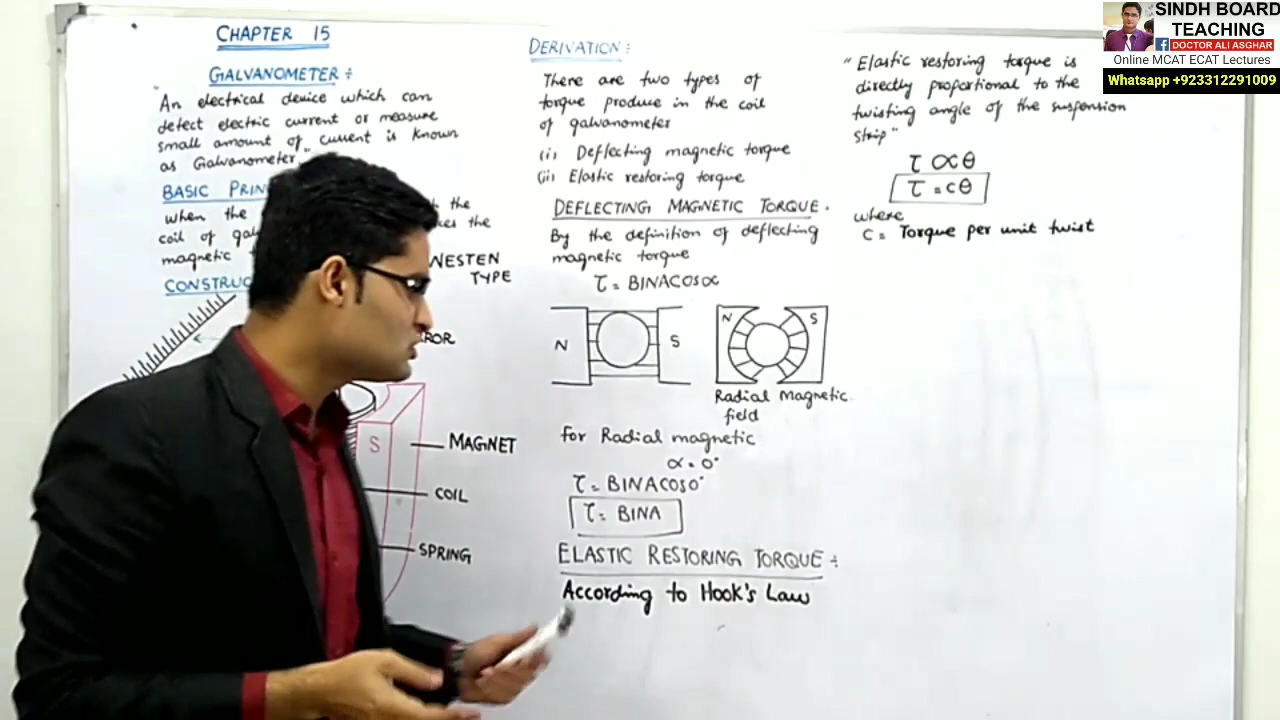 CHAPTER 15
GALVANOMETER ÷
"An electrical device which can
detect electric current or measure
small amount of current is known
as Galvanometer"
BASIC PRIN
when the the
coil of gal the
magnetic
NESTEN
TYPE
CONSTRUC
ROR
S
MAGNET
COIL
SPRING
DERIVATION :
There are two types of
torque produce in the coil
of galvanometer
(i) Deflecting magnetic torque
(ii) Elastic restoring torque
DEFLECTING MAGNETIC TORQUE .
By the definition of deflecting
magnetic torque
τ = BINACOSα
N S
N S
Radial Magnetic
field
for Radial magnetic
α = 0°
τ = BINACOS0°
τ = BINA
ELASTIC RESTORING TORQUE ÷
According to Hook's Law
"Elastic restoring torque is
directly proportional to the
twisting angle of the suspension
strip"
τ ∝ θ
τ = cθ
where
C = Torque per unit twist
SINDH BOARD
TEACHING
f DOCTOR ALI ASGHAR
Online MCAT ECAT Lectures
Whatsapp +923312291009